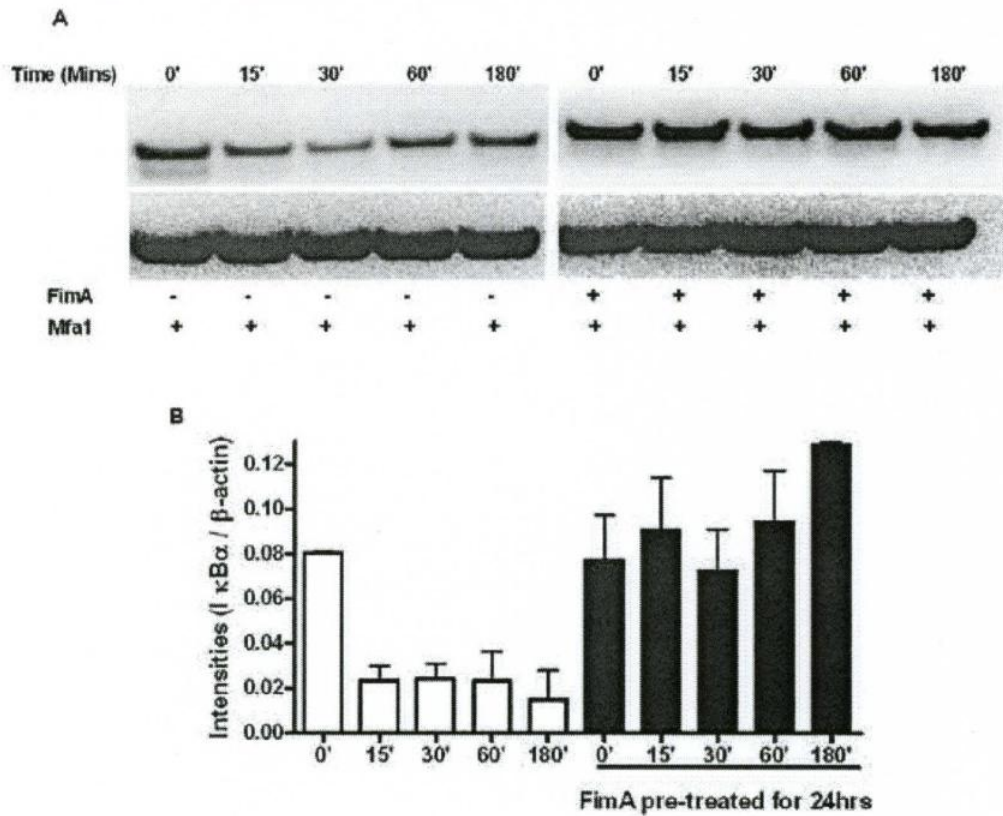 A
Time (Mins) 0' 15' 30' 60' 180' 0' 15' 30' 60' 180'
FimA - - - - - + + + + +
Mfa1 + + + + + + + + + +
B
Intensities (I κBα / β-actin)
0.12
0.10
0.08
0.06
0.04
0.02
0.00
0' 15' 30' 60' 180' 0' 15' 30' 60' 180'
FimA pre-treated for 24hrs